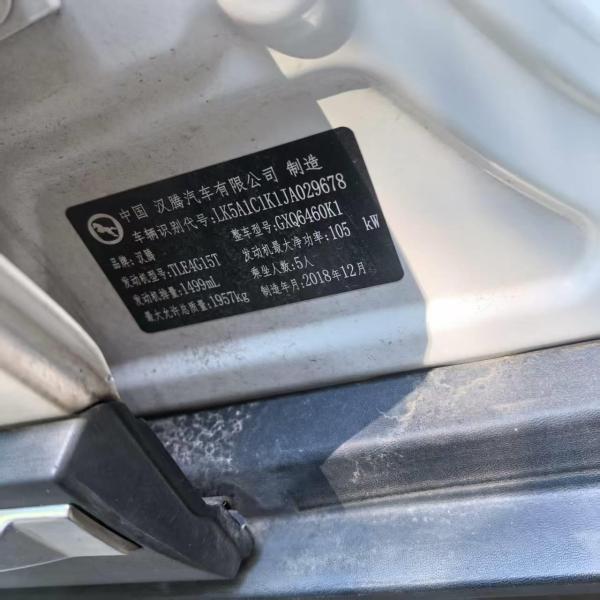 中国 汉腾汽车有限公司 制造
车辆识别代号:LK5A1C1K1JA029678
品牌:汉腾 整车型号:GXQ6460K1
发动机型号:TLE4G15T 发动机最大净功率:105 kW
发动机排量:1499mL 乘坐人数:5人
最大允许总质量:1957kg 制造年月:2018年12月